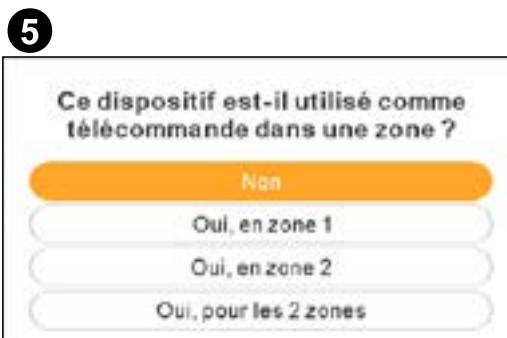 5
Ce dispositif est-il utilisé comme
télécommande dans une zone ?
Non
Oui, en zone 1
Oui, en zone 2
Oui, pour les 2 zones